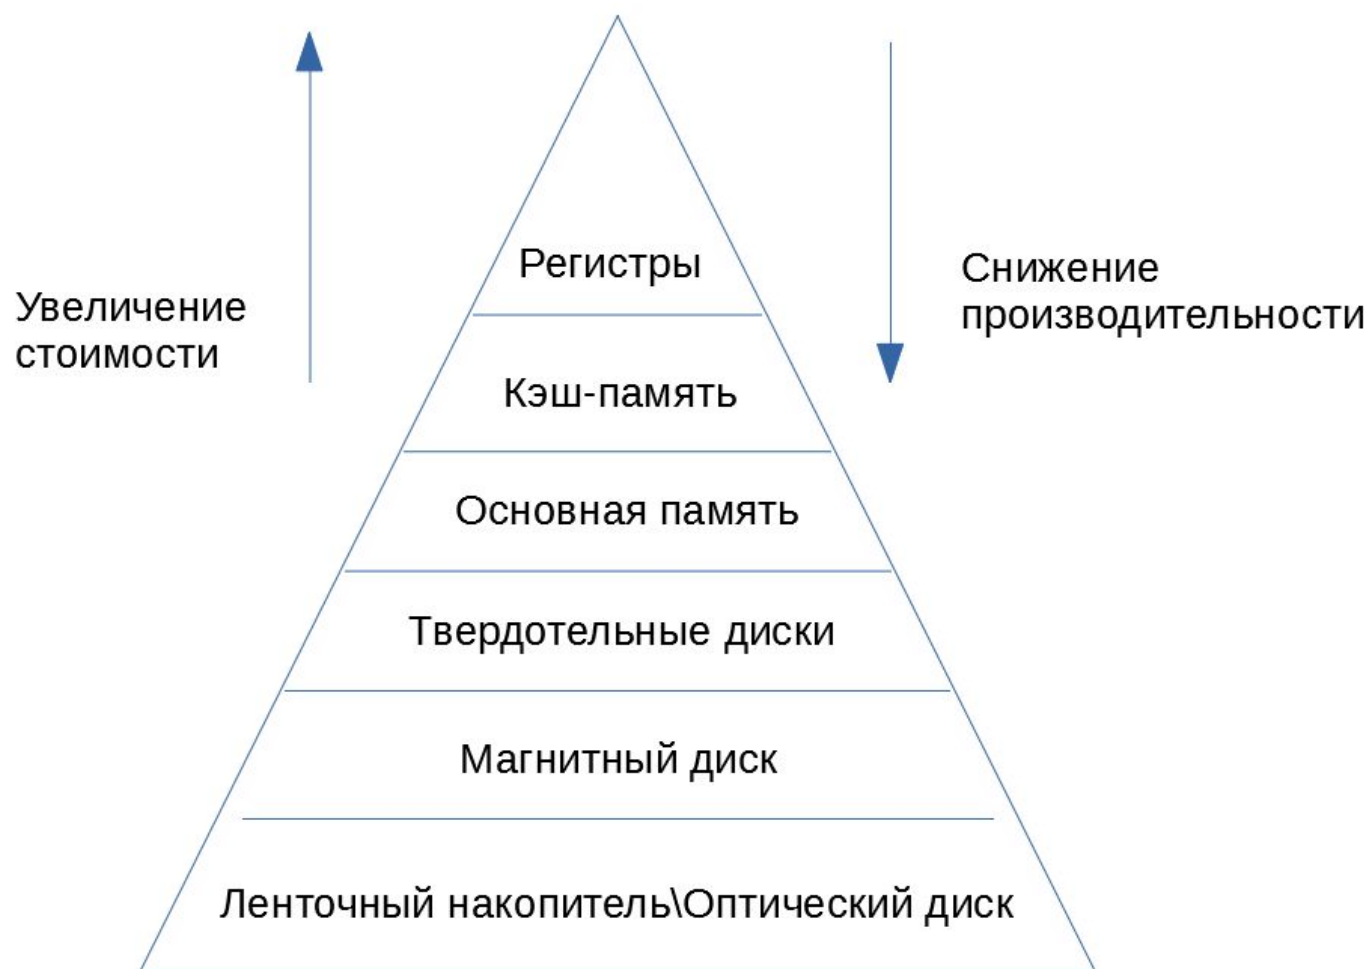 Увеличение
стоимости
Регистры
Кэш-память
Основная память
Твердотельные диски
Магнитный диск
Ленточный накопитель\Оптический диск
Снижение
производительности